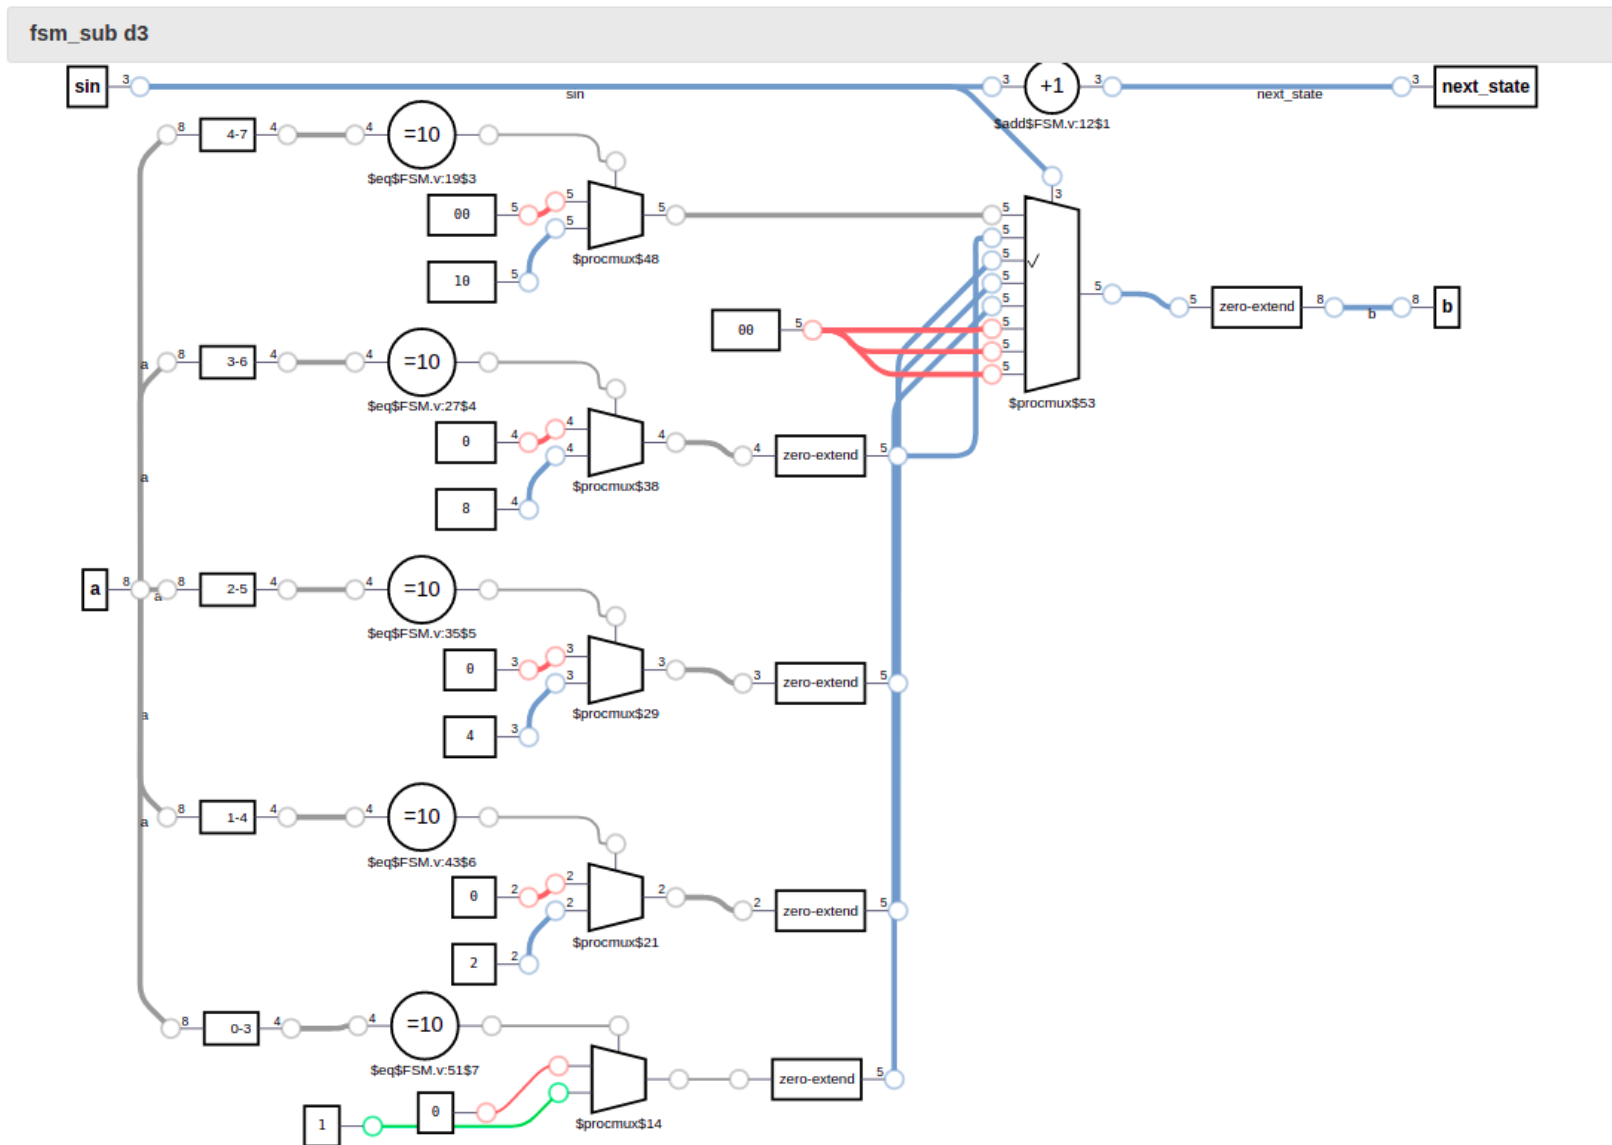 fsm_sub d3
sin 3 sin 3 +1 3 next_state 3 next_state
$add$FSM.v:12$1
8 4-7 4 4 =10
$eq$FSM.v:19$3
00 5 5 5 5 5
10 5
$procmux$48
3
5 5 5 5 5 5 5
$procmux$53
00 5
5 5 zero-extend 8 b 8 b
a 8 3-6 4 4 =10
$eq$FSM.v:27$4
0 4 4 4 4 4 zero-extend 5
8 4
$procmux$38
a
a 8 a 8 2-5 4 4 =10
$eq$FSM.v:35$5
0 3 3 3 3 3 zero-extend 5
4 3
$procmux$29
a
8 1-4 4 4 =10
a
$eq$FSM.v:43$6
0 2 2 2 2 2 zero-extend 5
2 2
$procmux$21
8 0-3 4 4 =10
$eq$FSM.v:51$7
0 zero-extend 5
1
$procmux$14